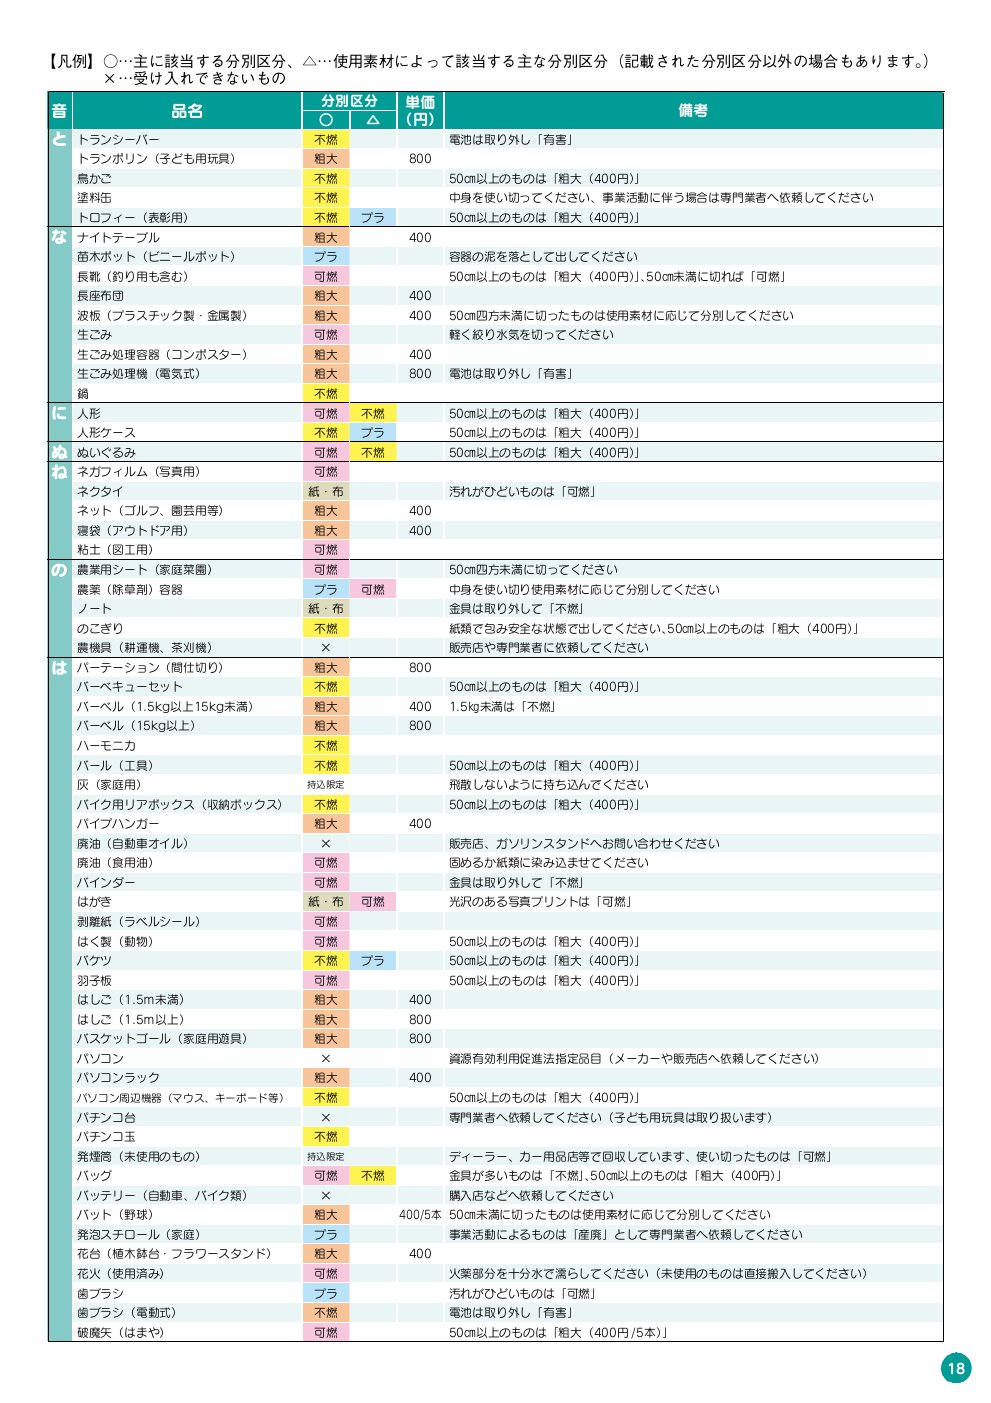 【凡例】○…主に該当する分別区分、△…使用素材によって該当する主な分別区分（記載された分別区分以外の場合もあります。）
×…受け入れできないもの
音 品名 分別区分 ○ △ 単価（円） 備考
と トランシーバー 不燃 電池は取り外し「有害」
トランポリン（子ども用玩具） 粗大 800
鳥かご 不燃 50㎝以上のものは「粗大（400円）」
塗料缶 不燃 中身を使い切ってください、事業活動に伴う場合は専門業者へ依頼してください
トロフィー（表彰用） 不燃 プラ 50㎝以上のものは「粗大（400円）」
な ナイトテーブル 粗大 400
苗木ポット（ビニールポット） プラ 容器の泥を落として出してください
長靴（釣り用も含む） 可燃 50㎝以上のものは「粗大（400円）」、50㎝未満に切れば「可燃」
長座布団 粗大 400
波板（プラスチック製・金属製） 粗大 400 50㎝四方未満に切ったものは使用素材に応じて分別してください
生ごみ 可燃 軽く絞り水気を切ってください
生ごみ処理容器（コンポスター） 粗大 400
生ごみ処理機（電気式） 粗大 800 電池は取り外し「有害」
鍋 不燃
に 人形 可燃 不燃 50㎝以上のものは「粗大（400円）」
人形ケース 不燃 プラ 50㎝以上のものは「粗大（400円）」
ぬ ぬいぐるみ 可燃 不燃 50㎝以上のものは「粗大（400円）」
ね ネガフィルム（写真用） 可燃
ネクタイ 紙・布 汚れがひどいものは「可燃」
ネット（ゴルフ、園芸用等） 粗大 400
寝袋（アウトドア用） 粗大 400
粘土（図工用） 可燃
の 農業用シート（家庭菜園） 可燃 50㎝四方未満に切ってください
農薬（除草剤）容器 プラ 可燃 中身を使い切り使用素材に応じて分別してください
ノート 紙・布 金具は取り外して「不燃」
のこぎり 不燃 紙類で包み安全な状態で出してください、50㎝以上のものは「粗大（400円）」
農機具（耕運機、茶刈機） × 販売店や専門業者に依頼してください
は パーテーション（間仕切り） 粗大 800
バーベキューセット 不燃 50㎝以上のものは「粗大（400円）」
バーベル（1.5kg以上15kg未満） 粗大 400 1.5㎏未満は「不燃」
バーベル（15kg以上） 粗大 800
ハーモニカ 不燃
バール（工具） 不燃 50㎝以上のものは「粗大（400円）」
灰（家庭用） 持込限定 飛散しないように持ち込んでください
バイク用リアボックス（収納ボックス） 不燃 50㎝以上のものは「粗大（400円）」
パイプハンガー 粗大 400
廃油（自動車オイル） × 販売店、ガソリンスタンドへお問い合わせください
廃油（食用油） 可燃 固めるか紙類に染み込ませてください
バインダー 可燃 金具は取り外して「不燃」
はがき 紙・布 可燃 光沢のある写真プリントは「可燃」
剥離紙（ラベルシール） 可燃
はく製（動物） 可燃 50㎝以上のものは「粗大（400円）」
バケツ 不燃 プラ 50㎝以上のものは「粗大（400円）」
羽子板 可燃 50㎝以上のものは「粗大（400円）」
はしご（1.5m未満） 粗大 400
はしご（1.5m以上） 粗大 800
バスケットゴール（家庭用遊具） 粗大 800
パソコン × 資源有効利用促進法指定品目（メーカーや販売店へ依頼してください）
パソコンラック 粗大 400
パソコン周辺機器（マウス、キーボード等） 不燃 50㎝以上のものは「粗大（400円）」
パチンコ台 × 専門業者へ依頼してください（子ども用玩具は取り扱います）
パチンコ玉 不燃
発煙筒（未使用のもの） 持込限定 ディーラー、カー用品店等で回収しています、使い切ったものは「可燃」
バッグ 可燃 不燃 金具が多いものは「不燃」、50㎝以上のものは「粗大（400円）」
バッテリー（自動車、バイク類） × 購入店などへ依頼してください
バット（野球） 粗大 400/5本 50㎝未満に切ったものは使用素材に応じて分別してください
発泡スチロール（家庭） プラ 事業活動によるものは「産廃」として専門業者へ依頼してください
花台（植木鉢台・フラワースタンド） 粗大 400
花火（使用済み） 可燃 火薬部分を十分水で濡らしてください（未使用のものは直接搬入してください）
歯ブラシ プラ 汚れがひどいものは「可燃」
歯ブラシ（電動式） 不燃 電池は取り外し「有害」
破魔矢（はまや） 可燃 50㎝以上のものは「粗大（400円/5本）」
18